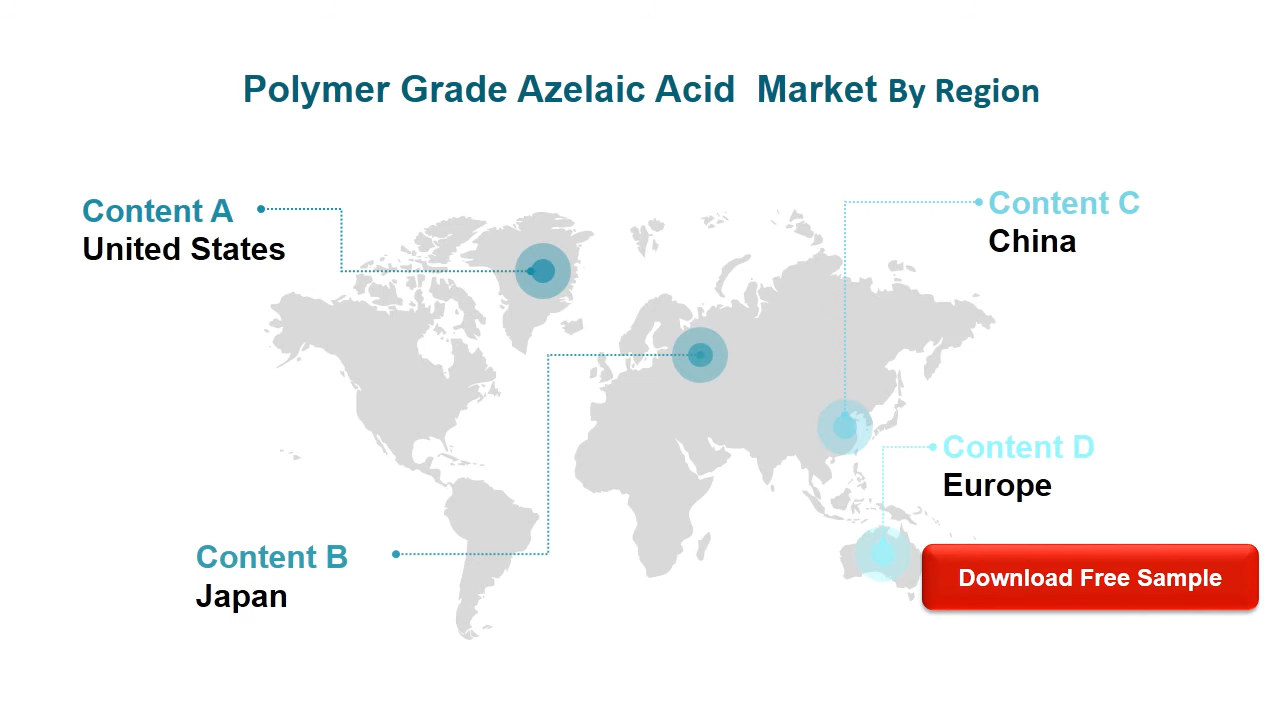 Polymer Grade Azelaic Acid  Market By Region
Content A
United States
Content C
China
Content D
Europe
Content B
Japan
Download Free Sample